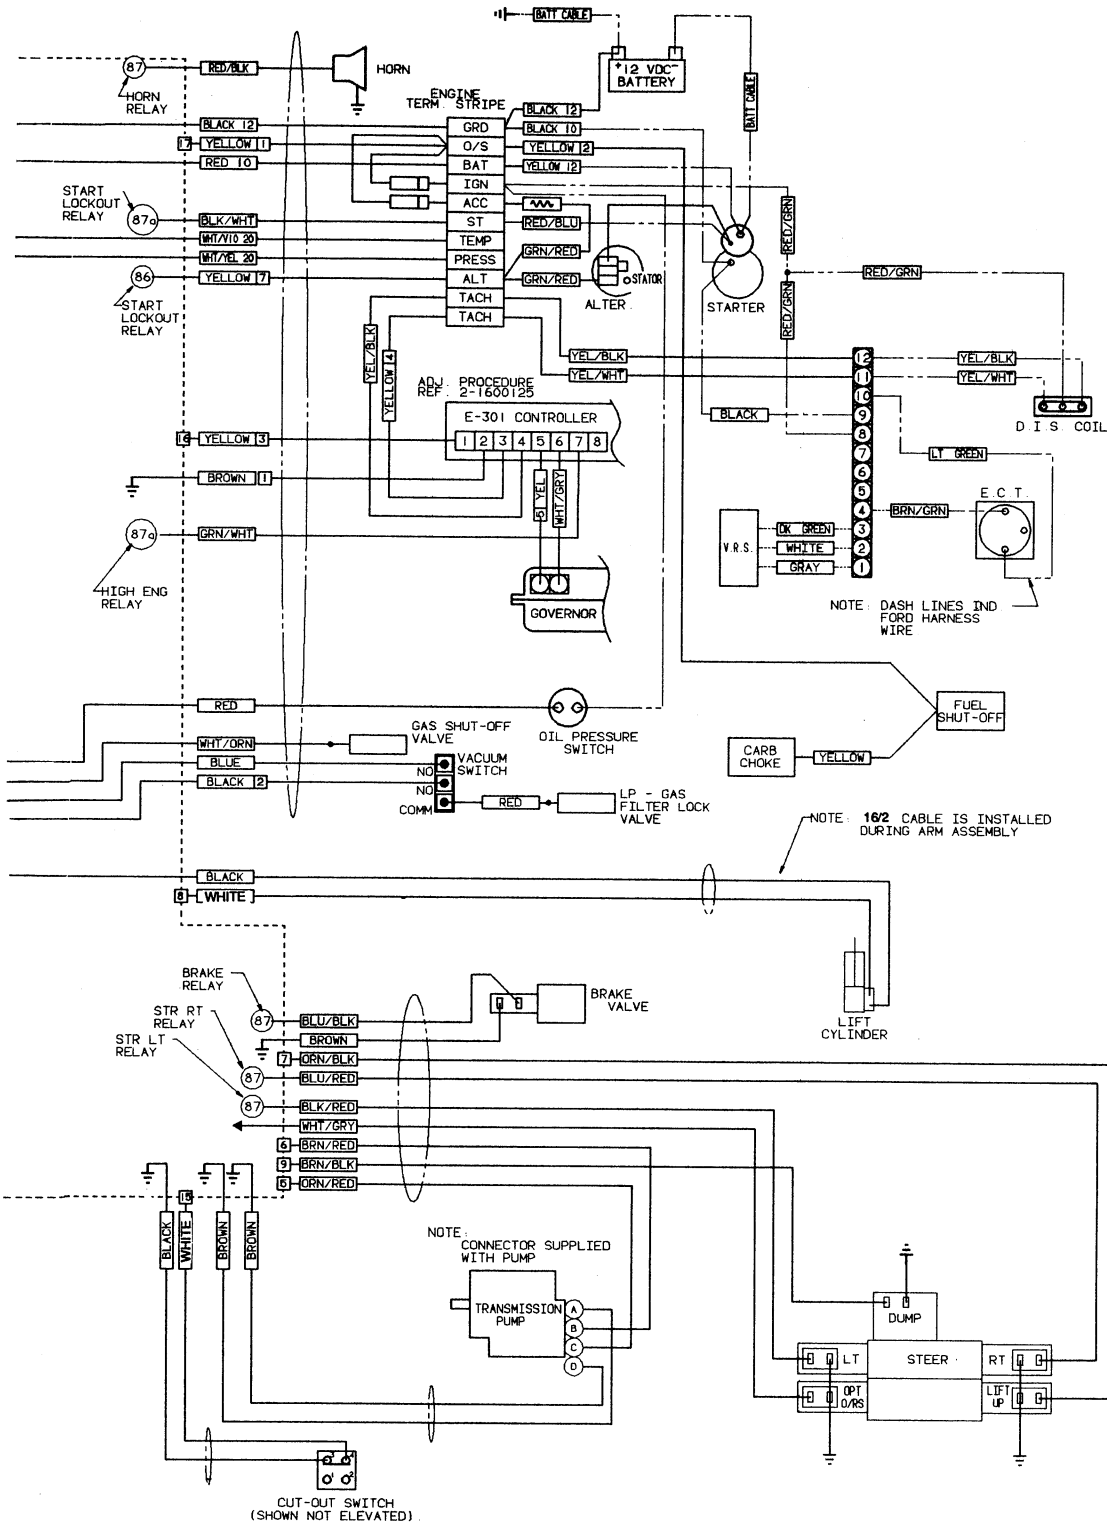 BATT CABLE
87
RED/BLK
HORN
+12 VDC-
BATTERY
BATT CABLE
HORN
RELAY
ENGINE
TERM. STRIPE
BLACK 12
GRD
BLACK 12
BLACK 10
17
YELLOW 1
O/S
YELLOW 2
RED 10
BAT
YELLOW 12
IGN
START
LOCKOUT
RELAY
ACC
RED/GRN
87a
BLK/WHT
ST
RED/BLU
WHT/VIO 20
TEMP
GRN/RED
WHT/YEL 20
PRESS
86
YELLOW 7
ALT
GRN/RED
STATOR
RED/GRN
START
LOCKOUT
RELAY
TACH
TACH
ALTER.
STARTER
RED/GRN
YEL/BLK
YELLOW 4
YEL/BLK
12
YEL/BLK
YEL/WHT
11
YEL/WHT
ADJ. PROCEDURE
REF. 2-1600125
10
E-301 CONTROLLER
BLACK
9
D.I.S. COIL
16
YELLOW 3
1 2 3 4 5 6 7 8
8
7
LT GREEN
BROWN 1
6
5 YEL
WHT/GRY
5
E.C.T.
4
BRN/GRN
87a
GRN/WHT
V.R.S.
DK GREEN
3
WHITE
2
GRAY
1
HIGH ENG
RELAY
GOVERNOR
NOTE: DASH LINES IND
FORD HARNESS
WIRE
RED
OIL PRESSURE
SWITCH
FUEL
SHUT-OFF
GAS SHUT-OFF
VALVE
WHT/ORN
CARB
CHOKE
YELLOW
BLUE
NO
VACUUM
SWITCH
BLACK 2
NO
COMM
RED
LP - GAS
FILTER LOCK
VALVE
NOTE: 16/2 CABLE IS INSTALLED
DURING ARM ASSEMBLY
BLACK
8
WHITE
BRAKE
RELAY
BRAKE
VALVE
STR RT
RELAY
87
BLU/BLK
LIFT
CYLINDER
STR LT
RELAY
BROWN
7
ORN/BLK
87
BLU/RED
87
BLK/RED
WHT/GRY
6
BRN/RED
9
BRN/BLK
5
ORN/RED
15
BLACK
WHITE
BROWN
BROWN
NOTE:
CONNECTOR SUPPLIED
WITH PUMP
TRANSMISSION
PUMP
A
B
C
D
DUMP
LT
STEER
RT
OPT
O/RS
LIFT
UP
3 4
1 2
CUT-OUT SWITCH
(SHOWN NOT ELEVATED)